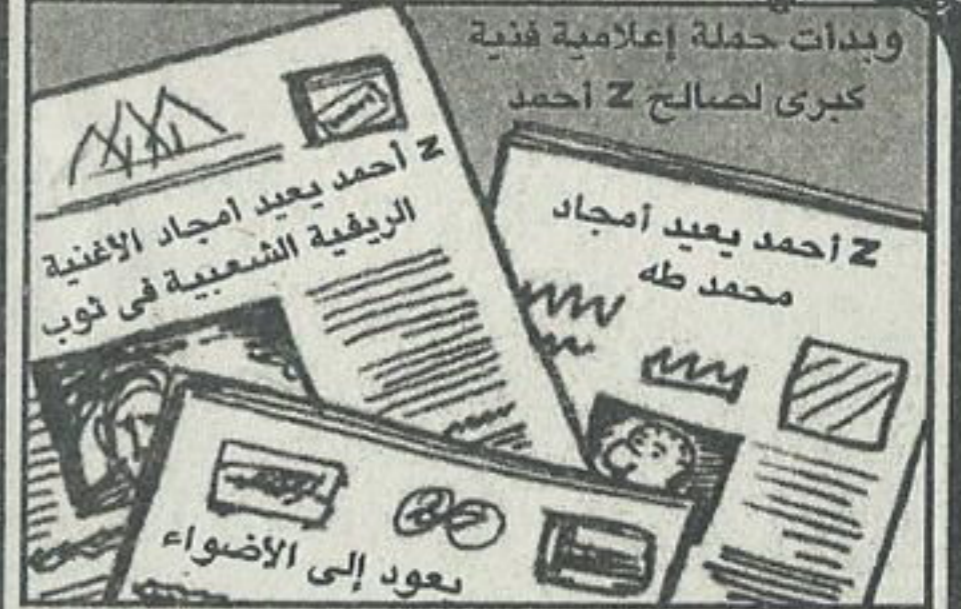 وبدأت حملة إعلامية فنية
كبرى لصالح Z أحمد
Z أحمد يعيد أمجاد
محمد طه
Z أحمد يعيد أمجاد الأغنية
الريفية الشعبية فى ثوب
يعود إلى الأضواء